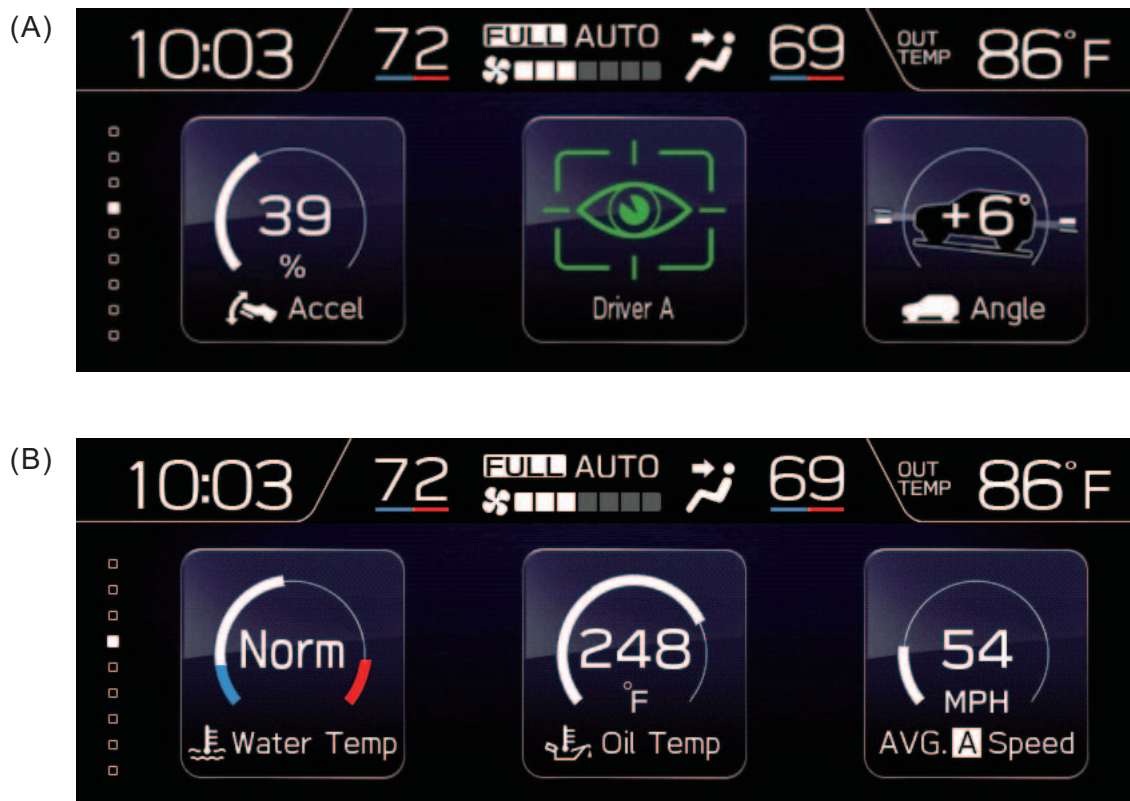 (A)
10:03 72 FULL AUTO 69 OUT TEMP 86°F
39 +6°
%
Accel Driver A Angle
(B)
10:03 72 FULL AUTO 69 OUT TEMP 86°F
Norm 248 54
°F MPH
Water Temp Oil Temp AVG. A Speed